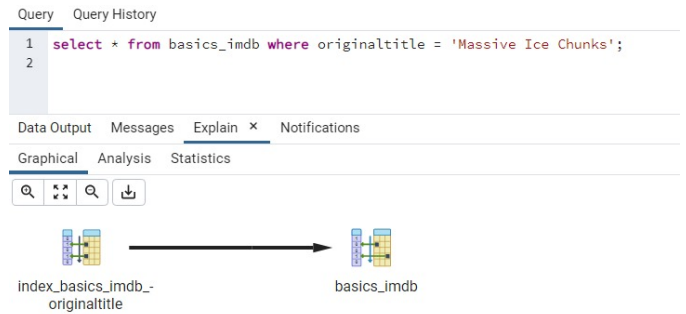 Query Query History
1 select * from basics_imdb where originaltitle = 'Massive Ice Chunks';
2
Data Output Messages Explain × Notifications
Graphical Analysis Statistics
index_basics_imdb_-
originaltitle
basics_imdb